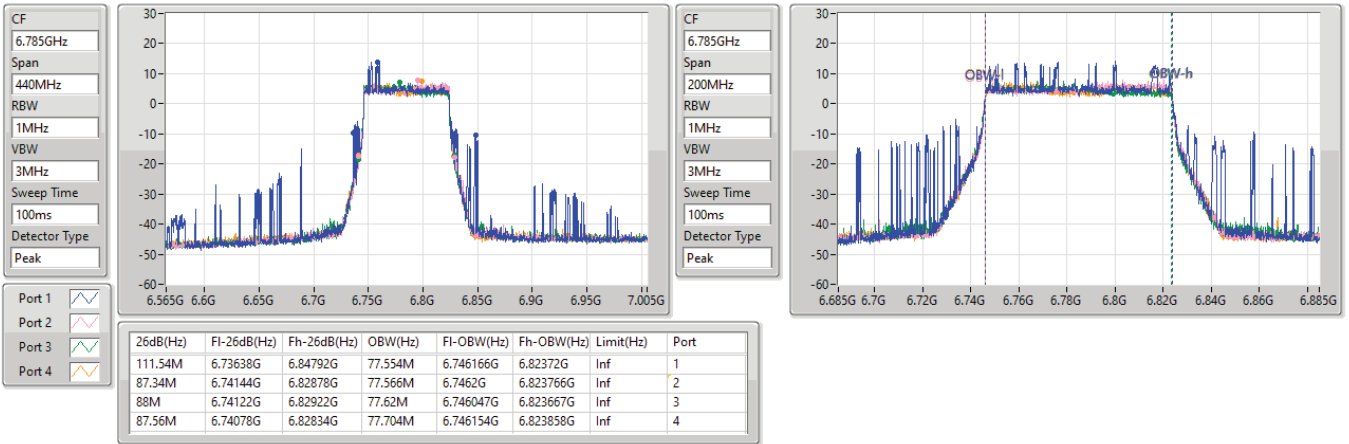 CF
6.785GHz
Span
440MHz
RBW
1MHz
VBW
3MHz
Sweep Time
100ms
Detector Type
Peak
30
20
10
0
-10
-20
-30
-40
-50
-60
6.565G 6.6G 6.65G 6.7G 6.75G 6.8G 6.85G 6.9G 6.95G 7.005G
CF
6.785GHz
Span
200MHz
RBW
1MHz
VBW
3MHz
Sweep Time
100ms
Detector Type
Peak
30
20
10
0
-10
-20
-30
-40
-50
-60
OBW-l OBW-h
6.685G 6.7G 6.72G 6.74G 6.76G 6.78G 6.8G 6.82G 6.84G 6.86G 6.885G
Port 1
Port 2
Port 3
Port 4
26dB(Hz) Fl-26dB(Hz) Fh-26dB(Hz) OBW(Hz) Fl-OBW(Hz) Fh-OBW(Hz) Limit(Hz) Port
111.54M 6.73638G 6.84792G 77.554M 6.746166G 6.82372G Inf 1
87.34M 6.74144G 6.82878G 77.566M 6.7462G 6.823766G Inf 2
88M 6.74122G 6.82922G 77.62M 6.746047G 6.823667G Inf 3
87.56M 6.74078G 6.82834G 77.704M 6.746154G 6.823858G Inf 4